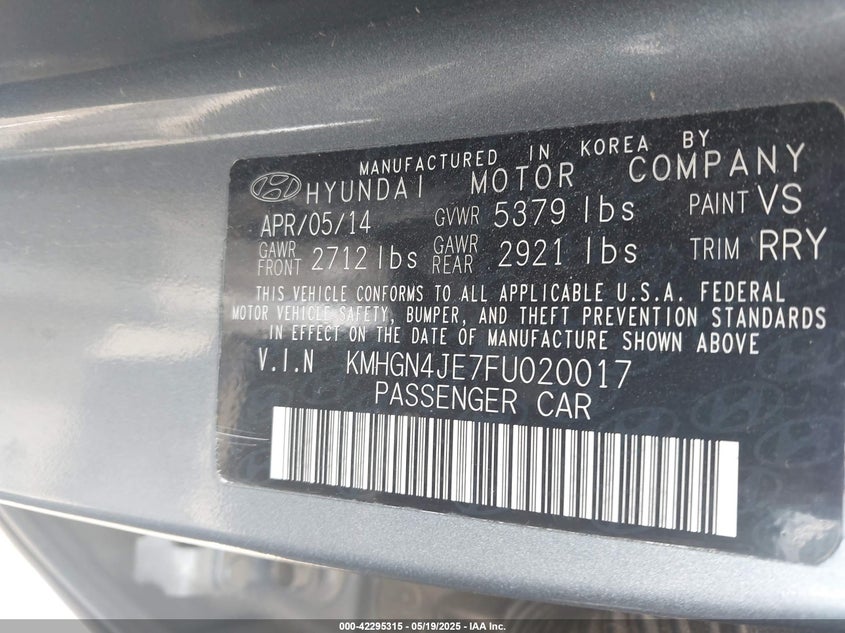 MANUFACTURED IN KOREA BY
HYUNDAI MOTOR COMPANY
APR/05/14 GVWR 5379 lbs PAINT VS
GAWR FRONT 2712 lbs GAWR REAR 2921 lbs TRIM RRY
THIS VEHICLE CONFORMS TO ALL APPLICABLE U.S.A. FEDERAL
MOTOR VEHICLE SAFETY, BUMPER, AND THEFT PREVENTION STANDARDS
IN EFFECT ON THE DATE OF MANUFACTURE SHOWN ABOVE
V.I.N KMHGN4JE7FU020017
PASSENGER CAR
000-42295315 - 05/19/2025 - IAA Inc.